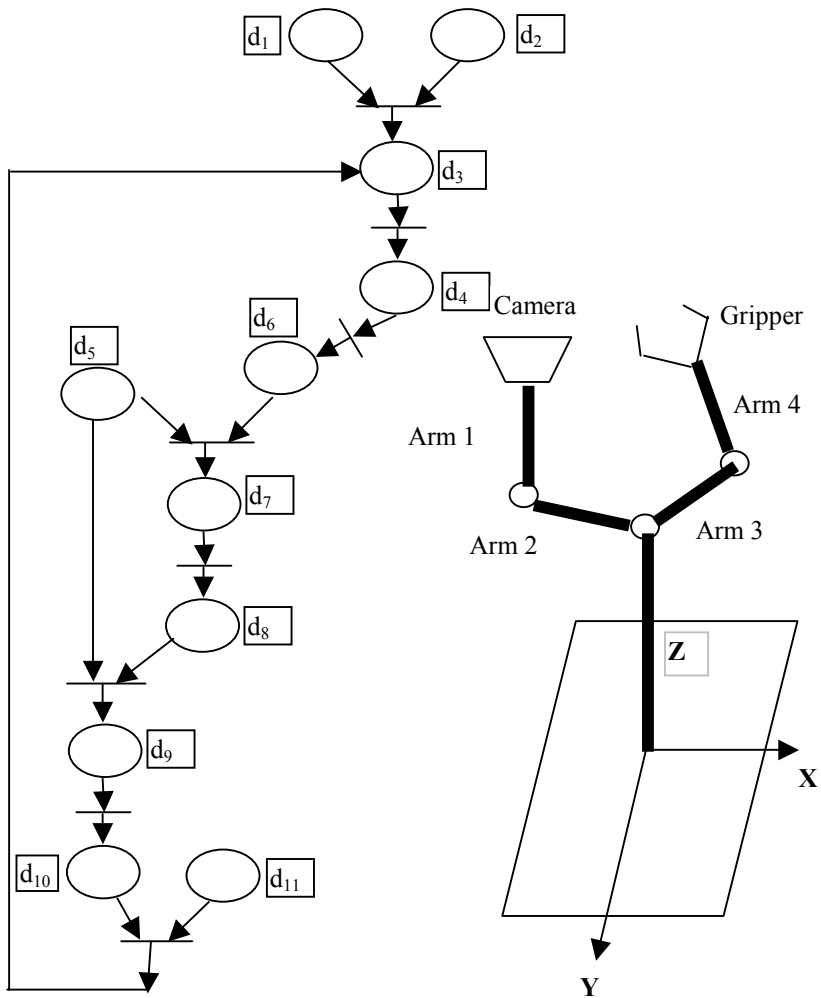 d₁
d₂
d₃
d₄
Camera
Gripper
d₆
d₅
Arm 4
Arm 1
d₇
Arm 3
Arm 2
d₈
Z
d₉
X
d₁₀
d₁₁
Y